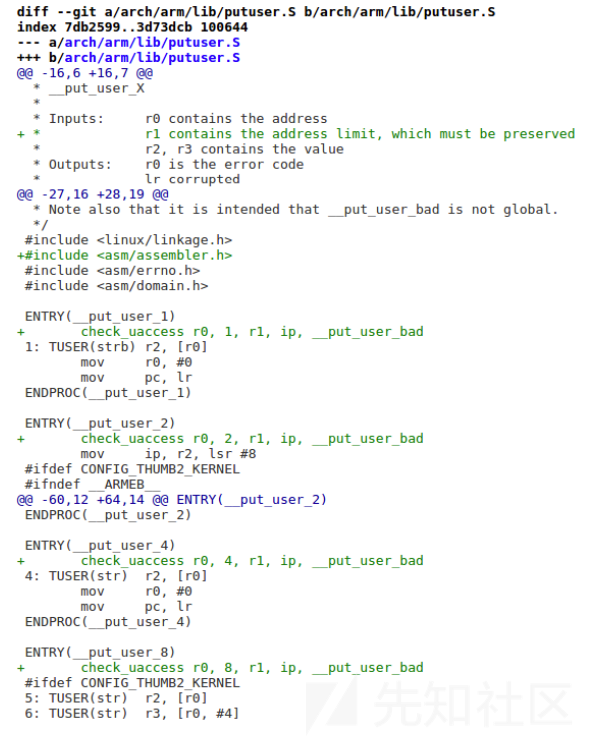 diff --git a/arch/arm/lib/putuser.S b/arch/arm/lib/putuser.S
index 7db2599..3d73dcb 100644
--- a/arch/arm/lib/putuser.S
+++ b/arch/arm/lib/putuser.S
@@ -16,6 +16,7 @@
  * __put_user_X
  *
  * Inputs:     r0 contains the address
+ *             r1 contains the address limit, which must be preserved
  *             r2, r3 contains the value
  * Outputs:    r0 is the error code
  *             lr corrupted
@@ -27,16 +28,19 @@
  * Note also that it is intended that __put_user_bad is not global.
  */
 #include <linux/linkage.h>
+#include <asm/assembler.h>
 #include <asm/errno.h>
 #include <asm/domain.h>

 ENTRY(__put_user_1)
+       check_uaccess r0, 1, r1, ip, __put_user_bad
 1: TUSER(strb) r2, [r0]
        mov     r0, #0
        mov     pc, lr
 ENDPROC(__put_user_1)

 ENTRY(__put_user_2)
+       check_uaccess r0, 2, r1, ip, __put_user_bad
        mov     ip, r2, lsr #8
 #ifdef CONFIG_THUMB2_KERNEL
 #ifndef __ARMEB__
@@ -60,12 +64,14 @@ ENTRY(__put_user_2)
 ENDPROC(__put_user_2)

 ENTRY(__put_user_4)
+       check_uaccess r0, 4, r1, ip, __put_user_bad
 4: TUSER(str)  r2, [r0]
        mov     r0, #0
        mov     pc, lr
 ENDPROC(__put_user_4)

 ENTRY(__put_user_8)
+       check_uaccess r0, 8, r1, ip, __put_user_bad
 #ifdef CONFIG_THUMB2_KERNEL
 5: TUSER(str)  r2, [r0]
 6: TUSER(str)  r3, [r0, #4]
先知社区